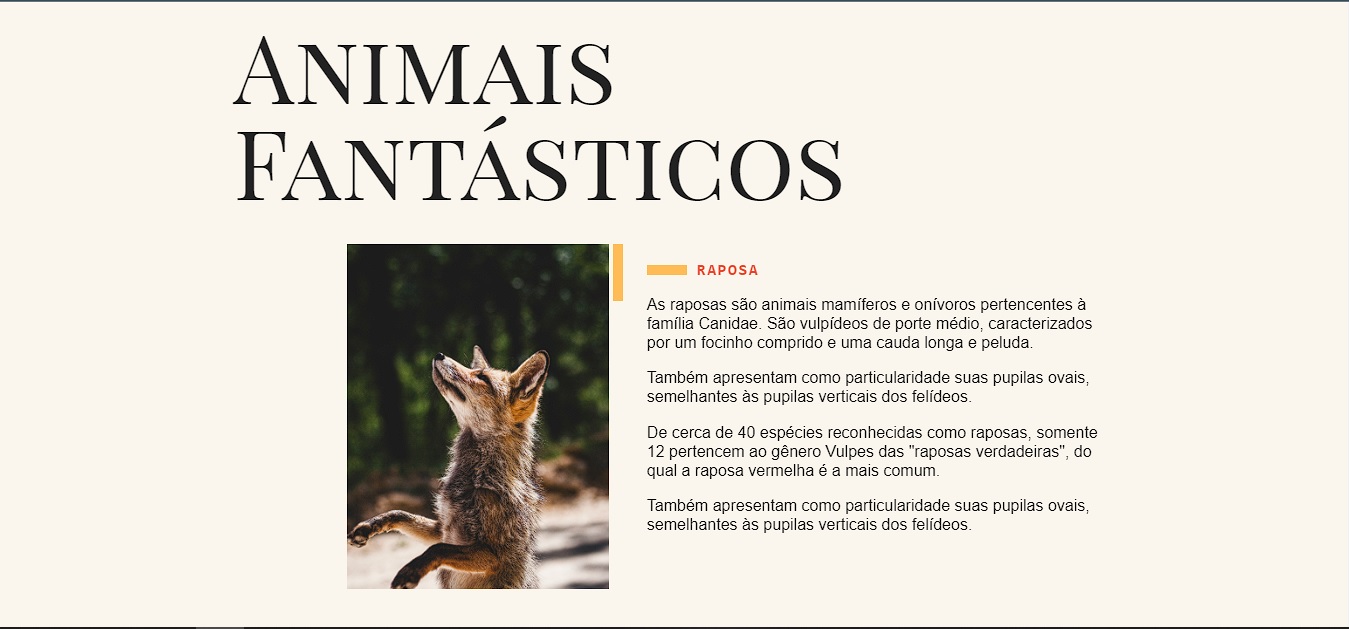 ANIMAIS
FANTÁSTICOS
RAPOSA
As raposas são animais mamíferos e onívoros pertencentes à
família Canidae. São vulpídeos de porte médio, caracterizados
por um focinho comprido e uma cauda longa e peluda.
Também apresentam como particularidade suas pupilas ovais,
semelhantes às pupilas verticais dos felídeos.
De cerca de 40 espécies reconhecidas como raposas, somente
12 pertencem ao gênero Vulpes das "raposas verdadeiras", do
qual a raposa vermelha é a mais comum.
Também apresentam como particularidade suas pupilas ovais,
semelhantes às pupilas verticais dos felídeos.